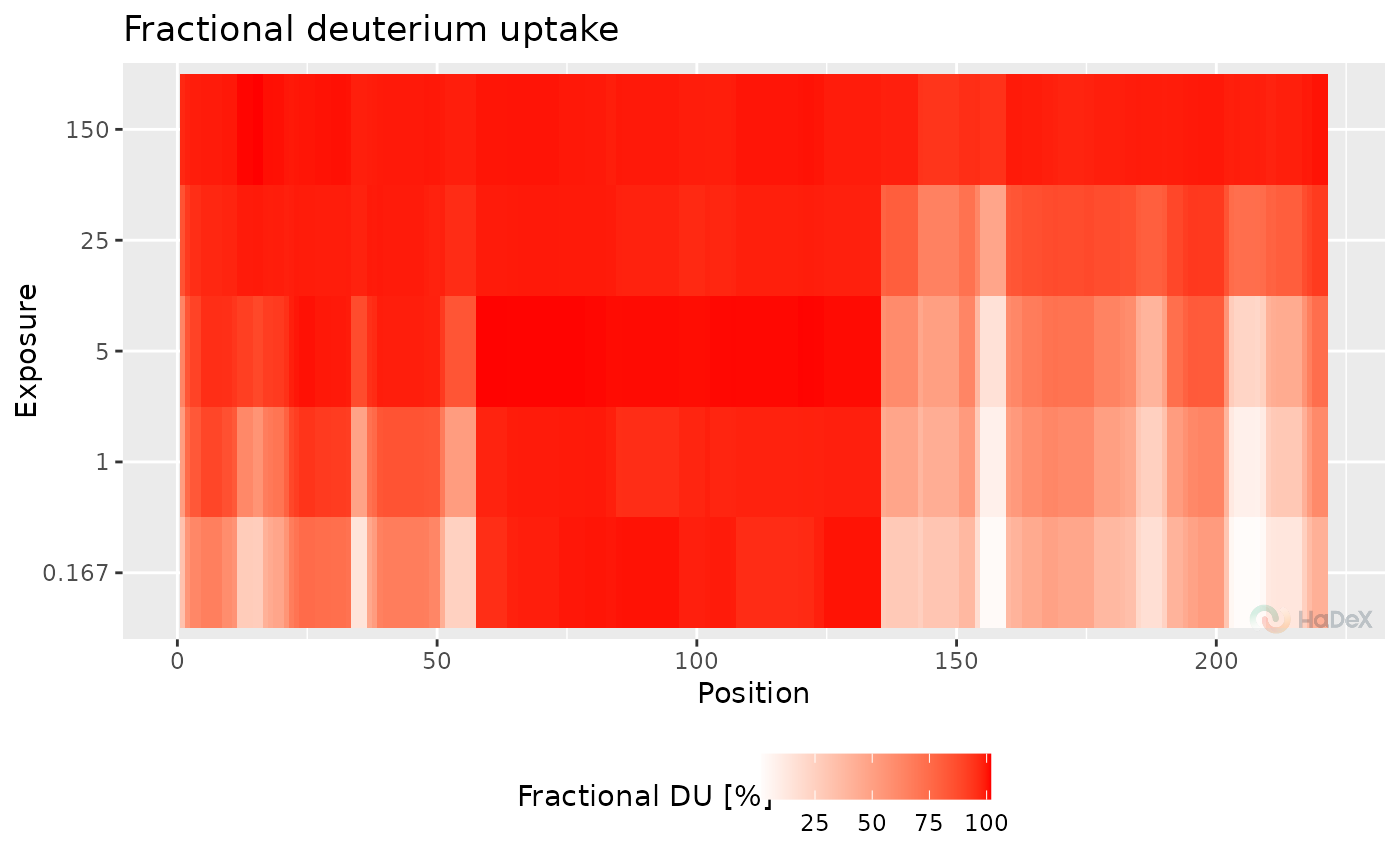 Fractional deuterium uptake
150
25
5
1
0.167
Exposure
0 50 100 150 200
Position
HaDeX
Fractional DU [%]
25 50 75 100